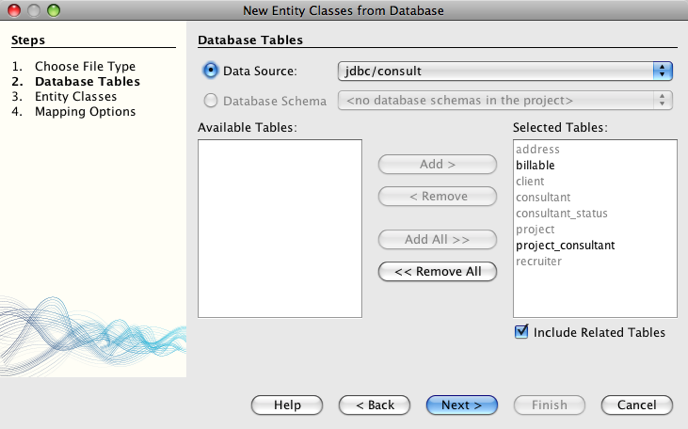 New Entity Classes from Database
Steps
1. Choose File Type
2. Database Tables
3. Entity Classes
4. Mapping Options
Database Tables
Data Source: jdbc/consult
Database Schema <no database schemas in the project>
Available Tables:
Add >
< Remove
Add All >>
<< Remove All
Selected Tables:
address
billable
client
consultant
consultant_status
project
project_consultant
recruiter
Include Related Tables
Help < Back Next > Finish Cancel